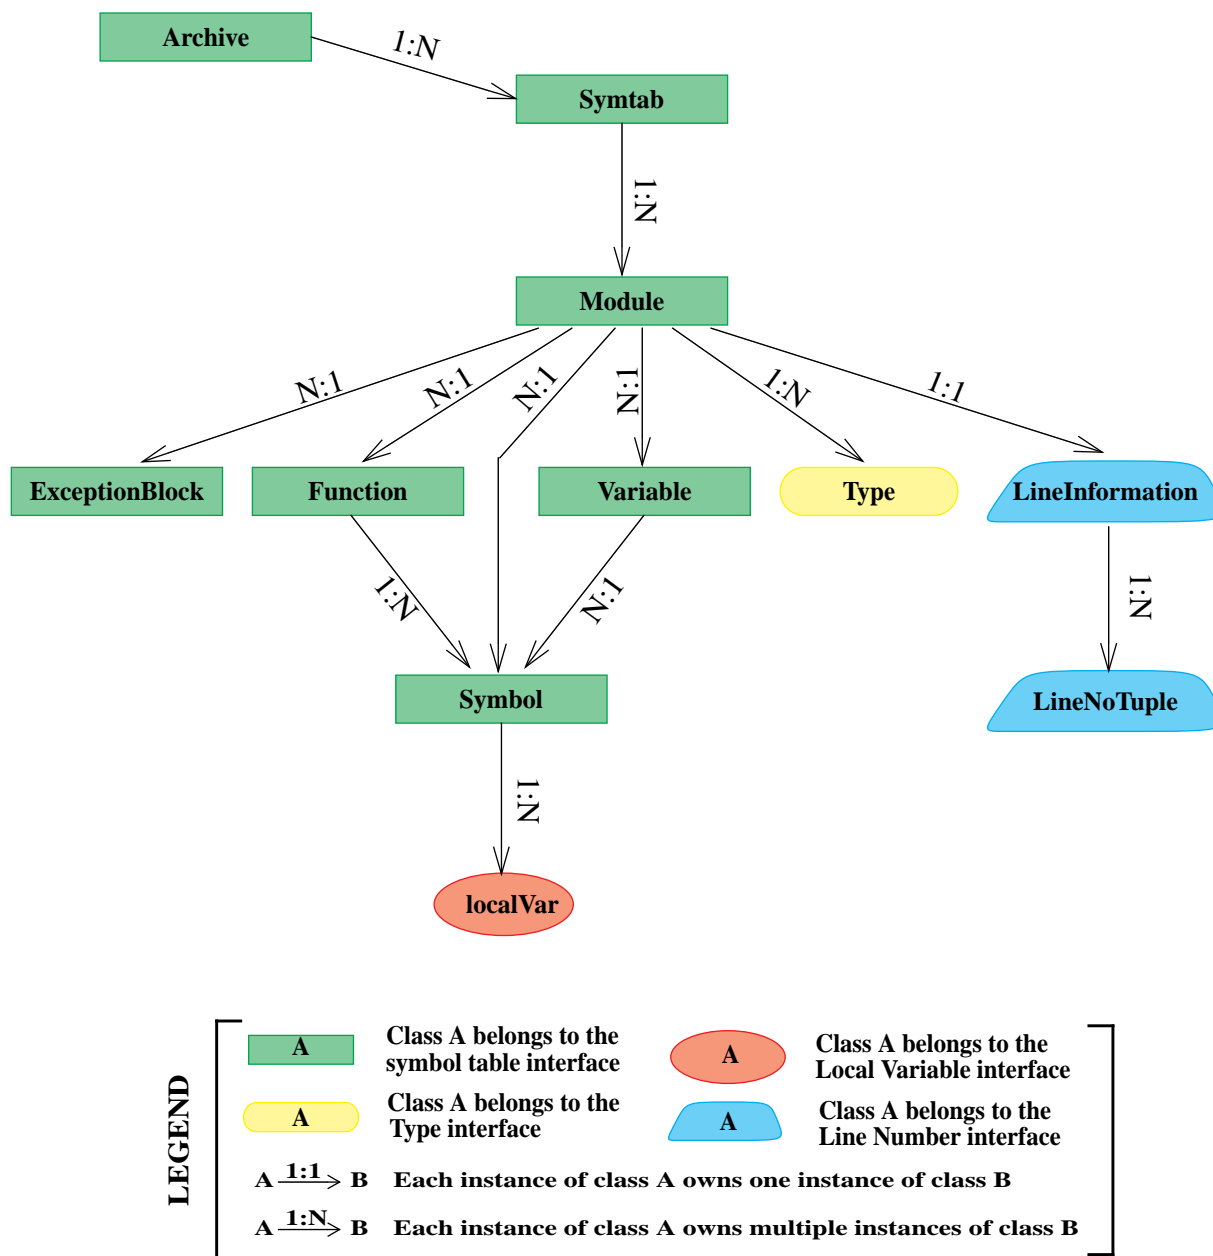 Archive
1:N
Symtab
1:N
Module
N:1
N:1
N:1
N:1
1:N
1:1
ExceptionBlock
Function
Variable
Type
LineInformation
1:N
N:1
1:N
Symbol
LineNoTuple
1:N
localVar
LEGEND
A
Class A belongs to the
symbol table interface
A
Class A belongs to the
Local Variable interface
A
Class A belongs to the
Type interface
A
Class A belongs to the
Line Number interface
A 1:1 B Each instance of class A owns one instance of class B
A 1:N B Each instance of class A owns multiple instances of class B